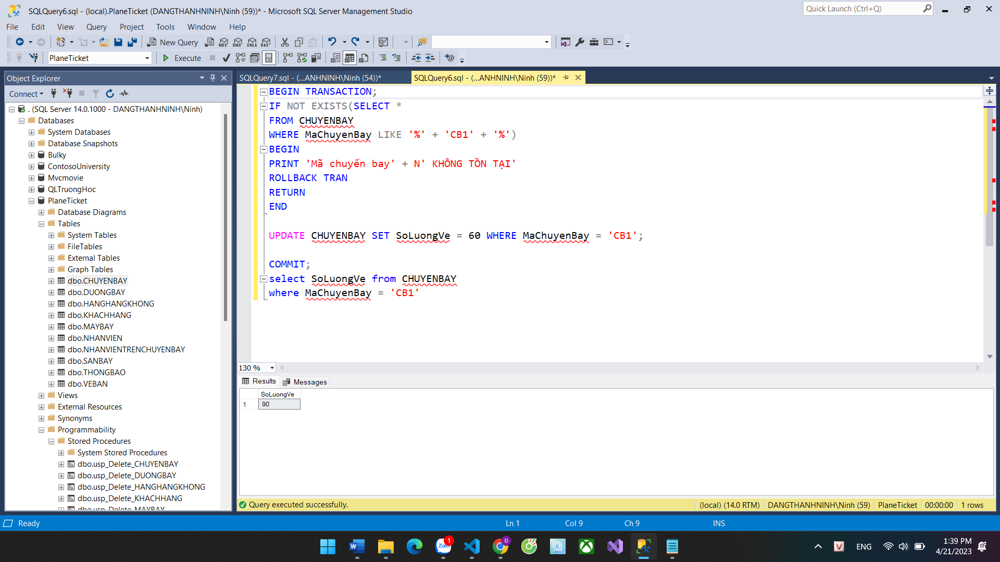 SQLQuery6.sql - (local).PlaneTicket (DANGTHANHNINH\Ninh (59))* - Microsoft SQL Server Management Studio
Quick Launch (Ctrl+Q)
File Edit View Query Project Tools Window Help
New Query MDX DMX XMLA DAX
PlaneTicket Execute
Object Explorer
SQLQuery7.sql - (...ANHNINH\Ninh (54))*
SQLQuery6.sql - (...ANHNINH\Ninh (59))*
Connect
. (SQL Server 14.0.1000 - DANGTHANHNINH\Ninh)
Databases
System Databases
Database Snapshots
Bulky
ContosoUniversity
Mvcmovie
QLTruongHoc
PlaneTicket
Database Diagrams
Tables
System Tables
FileTables
External Tables
Graph Tables
dbo.CHUYENBAY
dbo.DUONGBAY
dbo.HANGHANGKHONG
dbo.KHACHHANG
dbo.MAYBAY
dbo.NHANVIEN
dbo.NHANVIENTRENCHUYENBAY
dbo.SANBAY
dbo.THONGBAO
dbo.VEBAN
Views
External Resources
Synonyms
Programmability
Stored Procedures
System Stored Procedures
dbo.usp_Delete_CHUYENBAY
dbo.usp_Delete_DUONGBAY
dbo.usp_Delete_HANGHANGKHONG
dbo.usp_Delete_KHACHHANG
dbo.usp_Delete_MAYBAY
BEGIN TRANSACTION;
IF NOT EXISTS(SELECT *
FROM CHUYENBAY
WHERE MaChuyenBay LIKE '%' + 'CB1' + '%')
BEGIN
PRINT 'Mã chuyến bay' + N' KHÔNG TỒN TẠI'
ROLLBACK TRAN
RETURN
END
UPDATE CHUYENBAY SET SoLuongVe = 60 WHERE MaChuyenBay = 'CB1';
COMMIT;
select SoLuongVe from CHUYENBAY
where MaChuyenBay = 'CB1'
130 %
Results Messages
SoLuongVe
1 90
Query executed successfully.
(local) (14.0 RTM) DANGTHANHNINH\Ninh (59) PlaneTicket 00:00:00 1 rows
Ready Ln 1 Col 9 Ch 9 INS
Zalo 1 Đ
ENG
1:39 PM
4/21/2023